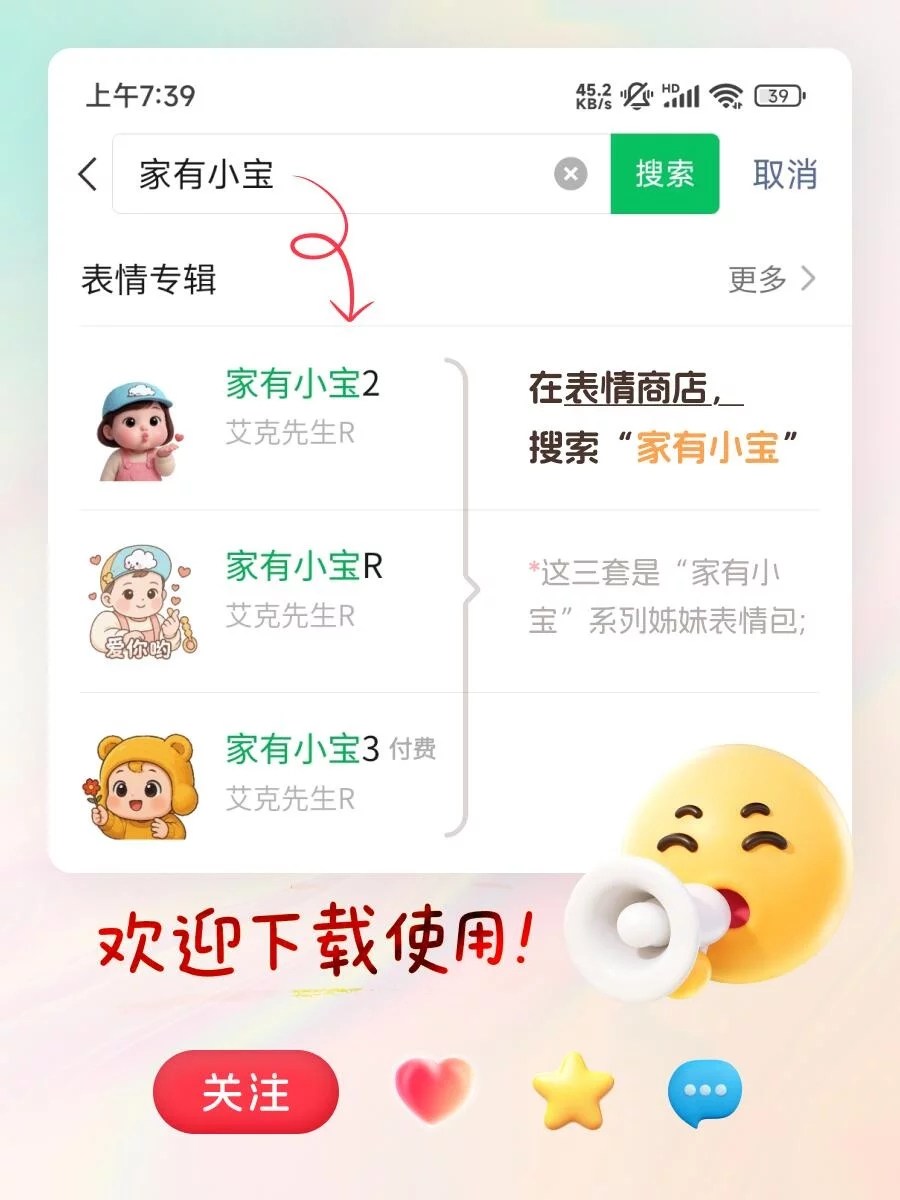 上午7:39
45.2
KB/s
HD
39
家有小宝
搜索
取消
表情专辑
更多
家有小宝2
艾克先生R
在表情商店,
搜索“家有小宝”
家有小宝R
艾克先生R
爱你哟
*这三套是“家有小
宝”系列姊妹表情包;
家有小宝3 付费
艾克先生R
欢迎下载使用!
关注